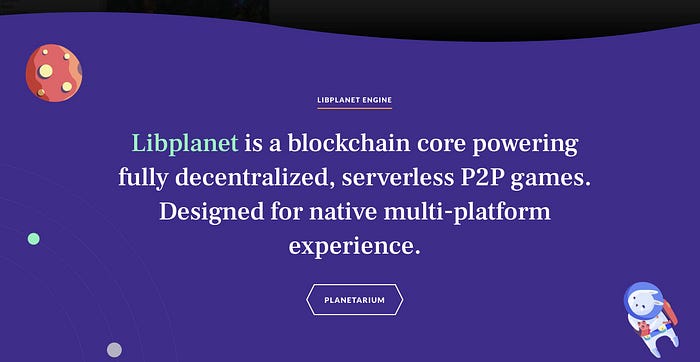 LIBPLANET ENGINE
Libplanet is a blockchain core powering
fully decentralized, serverless P2P games.
Designed for native multi-platform
experience.
PLANETARIUM